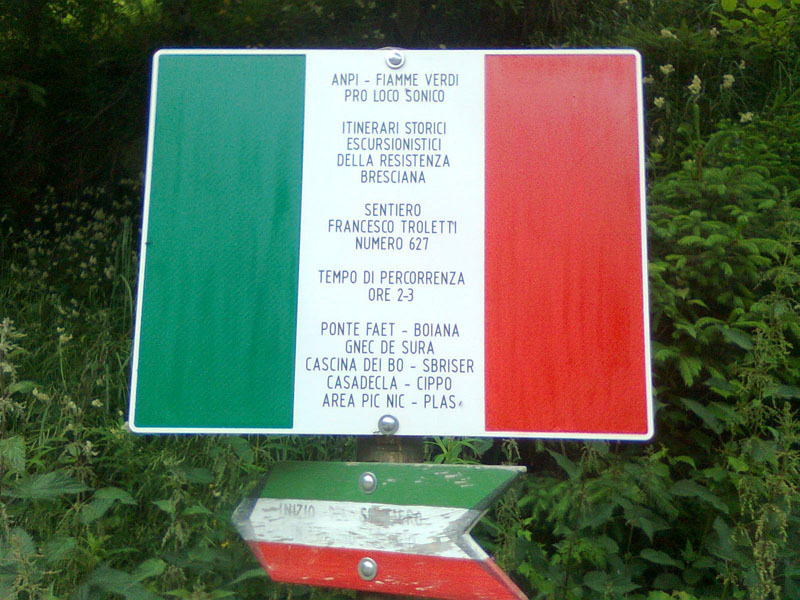 ANPI - FIAMME VERDI
PRO LOCO SONICO
ITINERARI STORICI
ESCURSIONISTICI
DELLA RESISTENZA
BRESCIANA
SENTIERO
FRANCESCO TROLETTI
NUMERO 627
TEMPO DI PERCORRENZA
ORE 2-3
PONTE FAET - BOIANA
GNEC DE SURA
CASCINA DEI BO - SBRISER
CASADECLA - CIPPO
AREA PIC NIC - PLAS
INIZIO SENTIERO